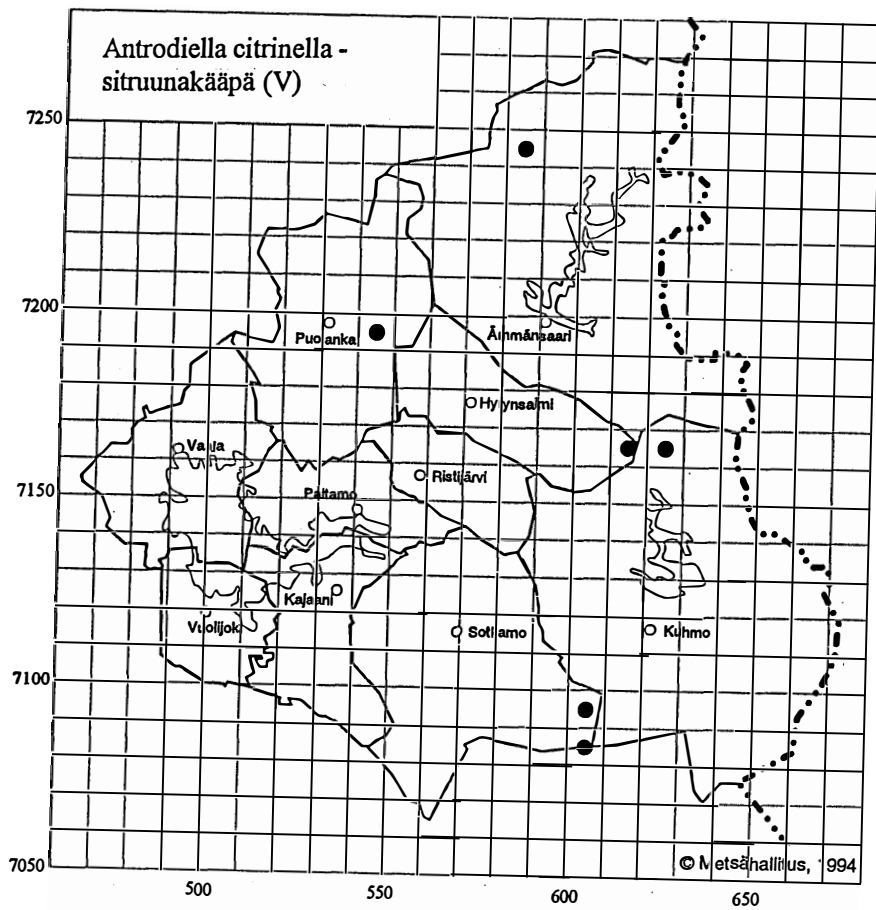 Antrodiella citrinella -
sitruunakääpä (V)
7250
7200
Puolanka
Ämmänsaari
Hyrynsalmi
Vaala
Ristijärvi
7150
Paltamo
Kajaani
Vuolijoki
Sotkamo
Kuhmo
7100
7050
© Metsähallitus, 1994
500
550
600
650